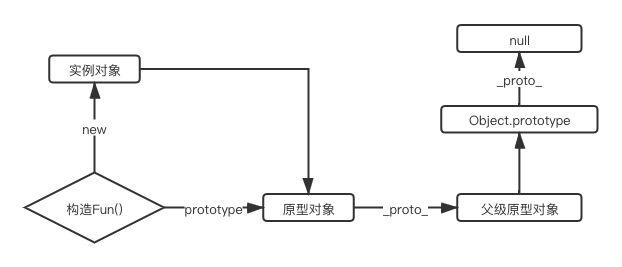 null
实例对象
_proto_
Object.prototype
new
构造Fun()
prototype
原型对象
_proto_
父级原型对象